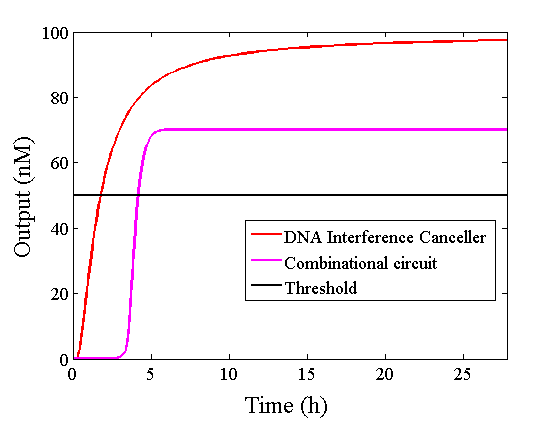 Output (nM)
100
80
60
40
20
0
DNA Interference Canceller
Combinational circuit
Threshold
0 5 10 15 20 25
Time (h)